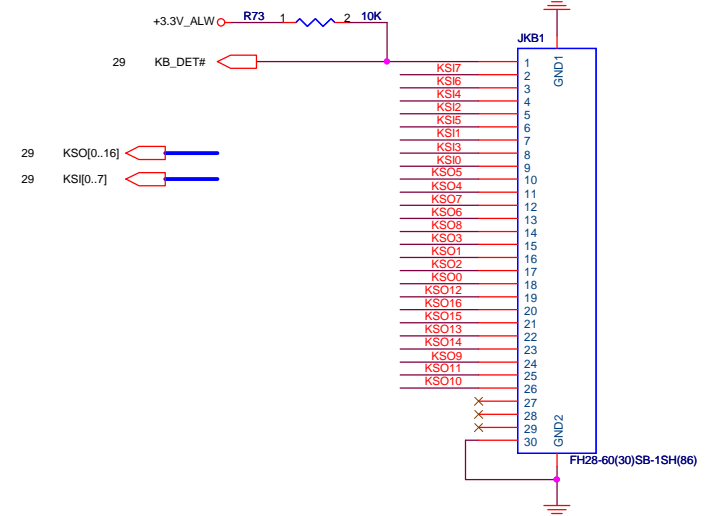 +3.3V_ALW R73 1 2 10K
JKB1
29 KB_DET# 1
KSI7 2
KSI6 3
KSI4 4
KSI2 5
KSI5 6
KSI1 7
KSI3 8
KSI0 9
KSO5 10
KSO4 11
KSO7 12
KSO6 13
KSO8 14
KSO3 15
KSO1 16
KSO2 17
KSO0 18
KSO12 19
KSO16 20
KSO15 21
KSO13 22
KSO14 23
KSO9 24
KSO11 25
KSO10 26
27
28
29
30
GND1
GND2
29 KSO[0..16]
29 KSI[0..7]
FH28-60(30)SB-1SH(86)